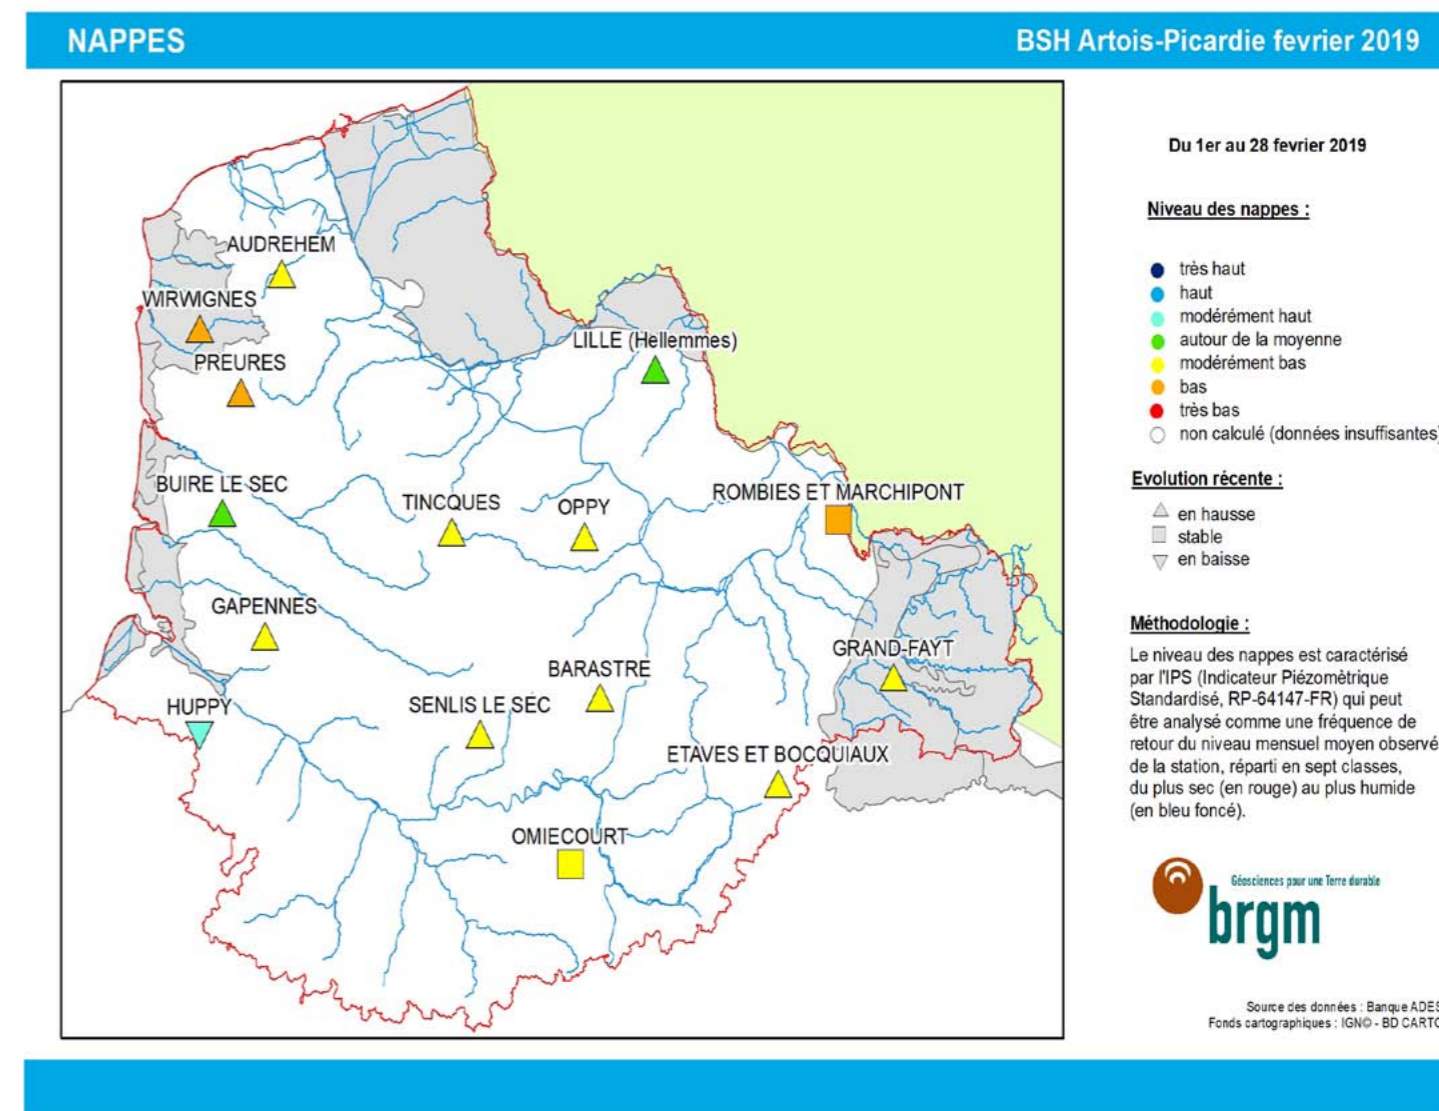 NAPPES
BSH Artois-Picardie fevrier 2019
AUDREHEM
WIRWIGNES
LILLE (Hellemmes)
PREURES
BUIRE LE SEC
TINCQUES
OPPY
ROMBIES ET MARCHIPONT
GAPENNES
GRAND-FAYT
BARASTRE
HUPPY
SENLIS LE SEC
ETAVES ET BOCQUIAUX
OMIECOURT
Du 1er au 28 fevrier 2019
Niveau des nappes :
très haut
haut
modérément haut
autour de la moyenne
modérément bas
bas
très bas
non calculé (données insuffisantes)
Evolution récente :
en hausse
stable
en baisse
Méthodologie :
Le niveau des nappes est caractérisé
par l'IPS (Indicateur Piézomètrique
Standardisé, RP-64147-FR) qui peut
être analysé comme une fréquence de
retour du niveau mensuel moyen observé
de la station, réparti en sept classes,
du plus sec (en rouge) au plus humide
(en bleu foncé).
Géosciences pour une Terre durable
brgm
Source des données : Banque ADES
Fonds cartographiques : IGN© - BD CARTO